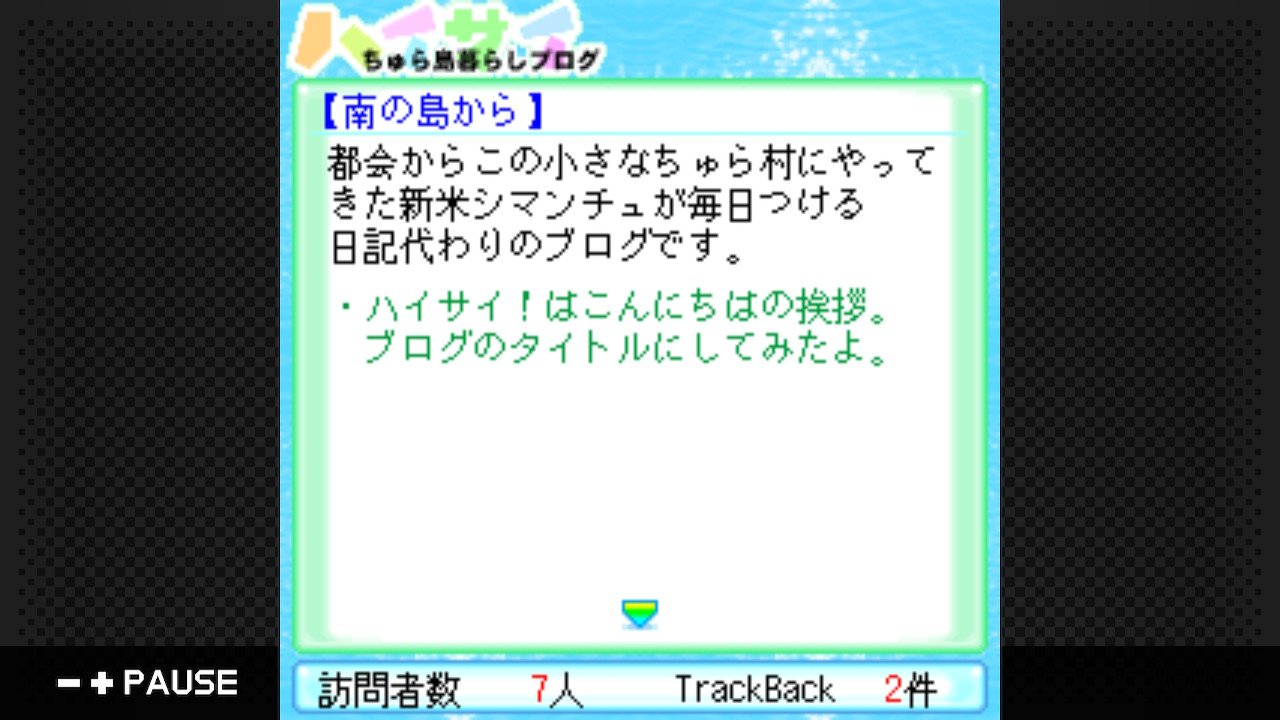 ハイサイ
ちゅら島暮らしブログ
【南の島から】
都会からこの小さなちゅら村にやって
きた新米シマンチュが毎日つける
日記代わりのブログです。
・ハイサイ！はこんにちはの挨拶。
ブログのタイトルにしてみたよ。
訪問者数 7人 TrackBack 2件
PAUSE